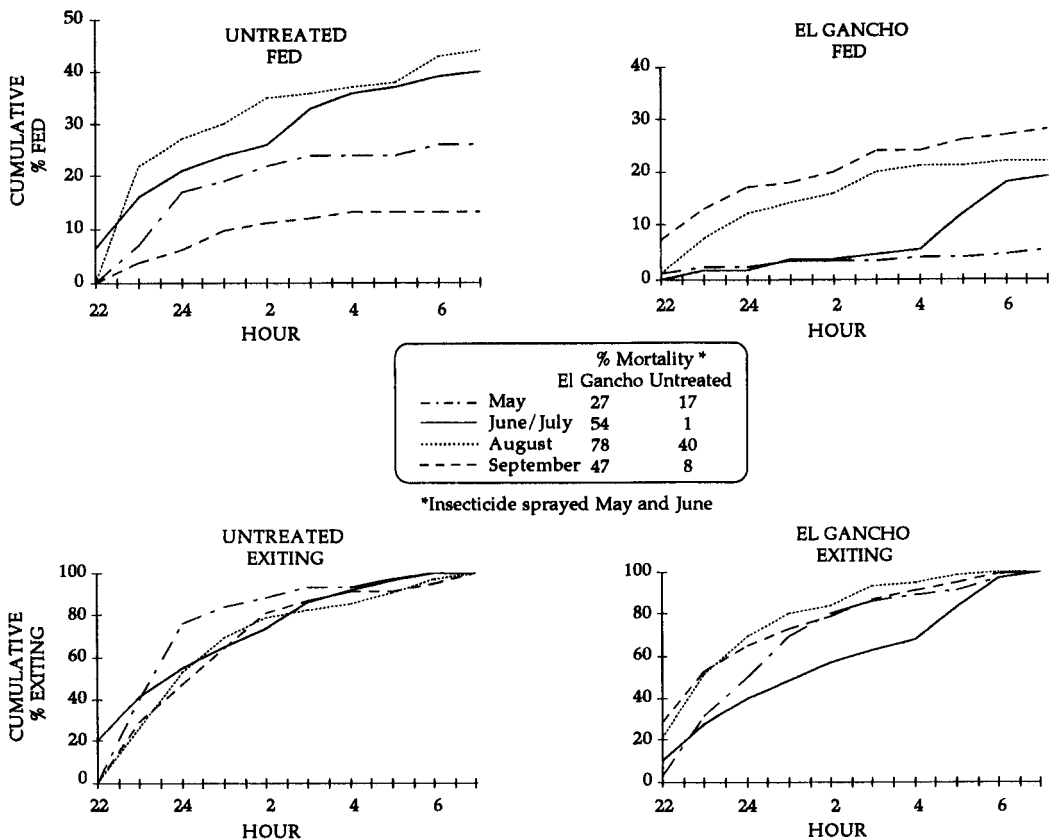 UNTREATED
FED
CUMULATIVE
% FED
50
40
30
20
10
0
22 24 2 4 6
HOUR
EL GANCHO
FED
40
30
20
10
0
22 24 2 4 6
HOUR
% Mortality *
El Gancho Untreated
May 27 17
June/July 54 1
August 78 40
September 47 8
*Insecticide sprayed May and June
UNTREATED
EXITING
CUMULATIVE
% EXITING
100
80
60
40
20
0
22 24 2 4 6
HOUR
EL GANCHO
EXITING
100
80
60
40
20
0
22 24 2 4 6
HOUR